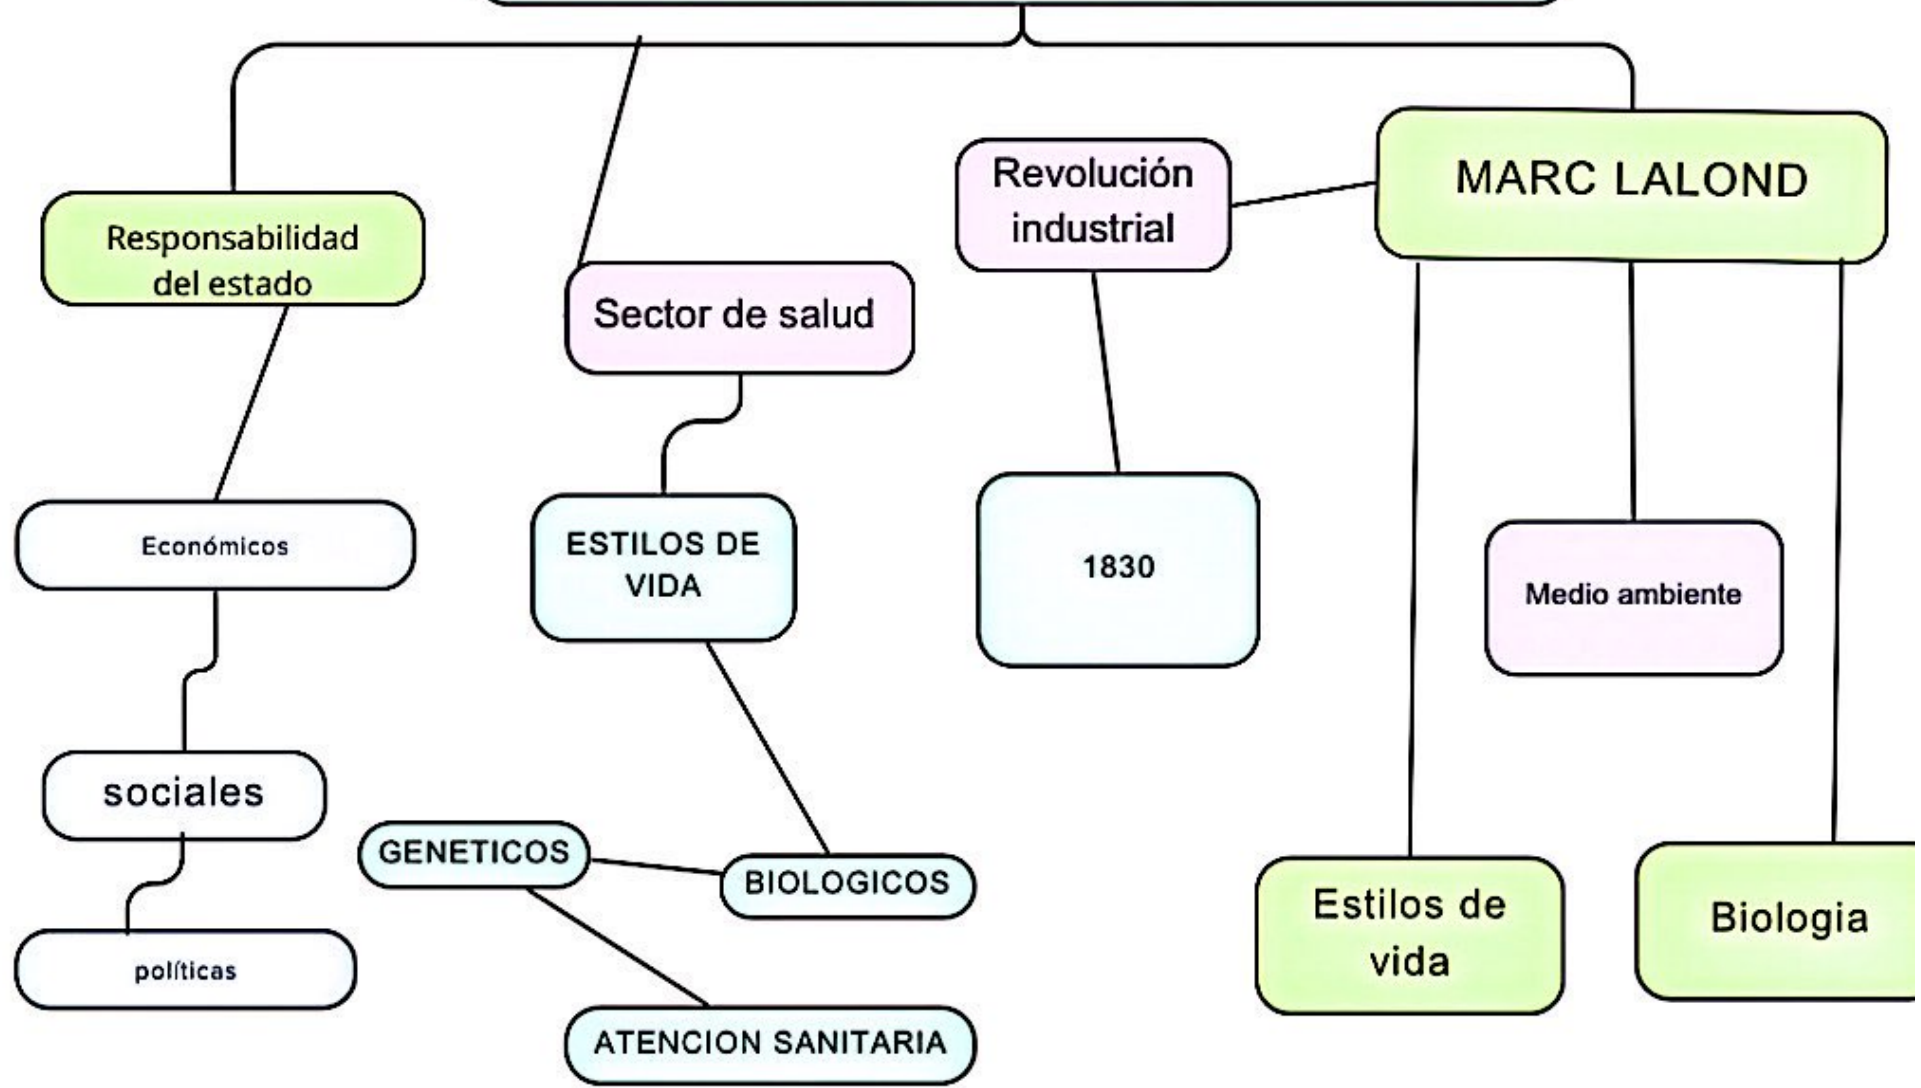 MARC LALOND
Revolución
industrial
Responsabilidad
del estado
Sector de salud
ESTILOS DE
VIDA
1830
Económicos
Medio ambiente
sociales
GENETICOS
BIOLOGICOS
Estilos de
vida
Biologia
políticas
ATENCION SANITARIA